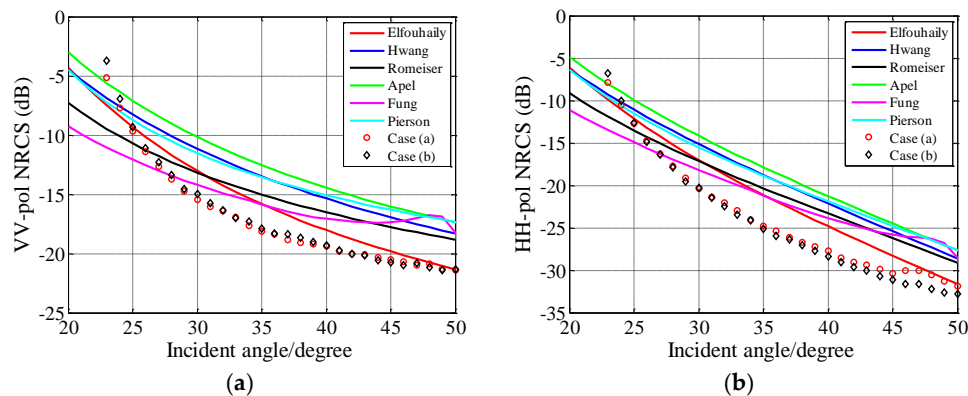 0
-5
-10
-15
-20
-25
VV-pol NRCS (dB)
20 25 30 35 40 45 50
Incident angle/degree
Elfouhaily
Hwang
Romeiser
Apel
Fung
Pierson
Case (a)
Case (b)
(a)
0
-5
-10
-15
-20
-25
-30
-35
HH-pol NRCS (dB)
20 25 30 35 40 45 50
Incident angle/degree
Elfouhaily
Hwang
Romeiser
Apel
Fung
Pierson
Case (a)
Case (b)
(b)